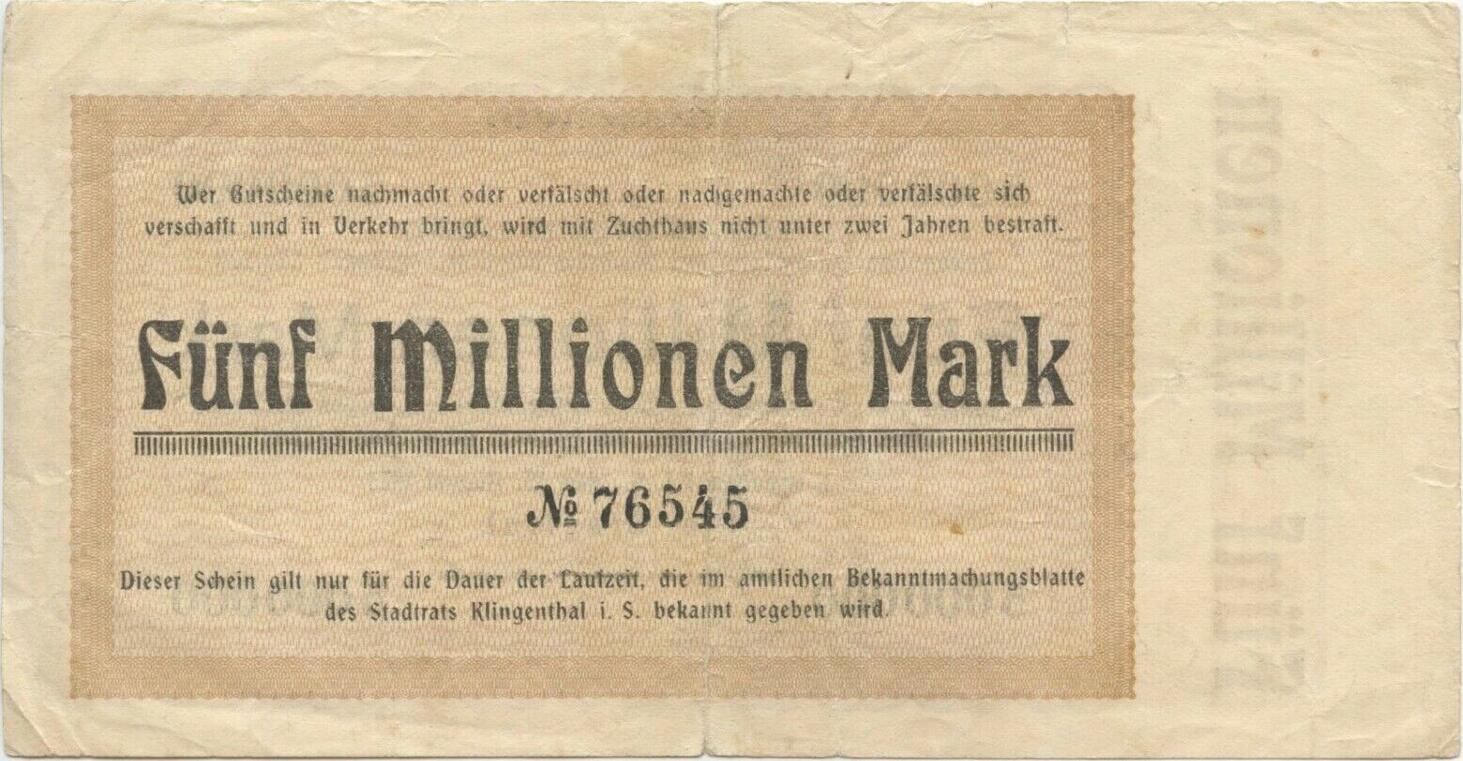 Wer Gutscheine nachmacht oder verfälscht oder nachgemachte oder verfälschte sich
verschafft und in Verkehr bringt, wird mit Zuchthaus nicht unter zwei Jahren bestraft.
Fünf Millionen Mark
№ 76545
Dieser Schein gilt nur für die Dauer der Laufzeit, die im amtlichen Bekanntmachungsblatte
des Stadtrats Klingenthal i. S. bekannt gegeben wird.